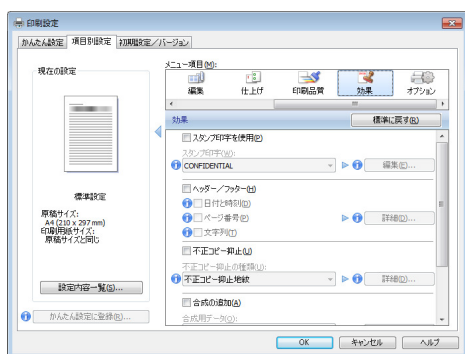 印刷設定
かんたん設定 項目別設定 初期設定／バージョン
現在の設定
標準設定
原稿サイズ:
A4 (210 x 297 mm)
印刷用紙サイズ:
原稿サイズと同じ
設定内容一覧(S)...
かんたん設定に登録(R)...
メニュー項目(M):
編集 仕上げ 印刷品質 効果 オプション
効果 標準に戻す(R)
スタンプ印字を使用(P)
スタンプ印字(W):
CONFIDENTIAL 編集(E)...
ヘッダー／フッター(H)
日付と時刻(D)
ページ番号(P) 詳細(D)...
文字列(T)
不正コピー抑止(U)
不正コピー抑止の種類(U):
不正コピー抑止地紋 詳細(D)...
合成の追加(A)
合成用データ(O):
OK キャンセル ヘルプ